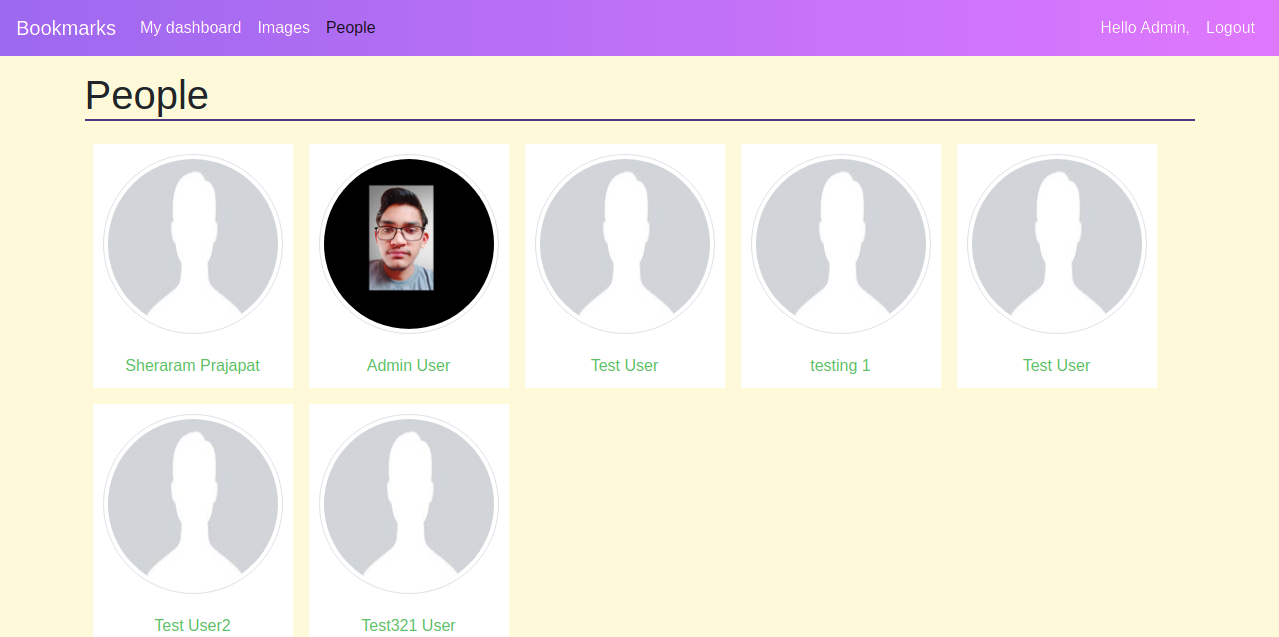 Bookmarks My dashboard Images People Hello Admin, Logout
People
Sheraram Prajapat Admin User Test User testing 1 Test User
Test User2 Test321 User